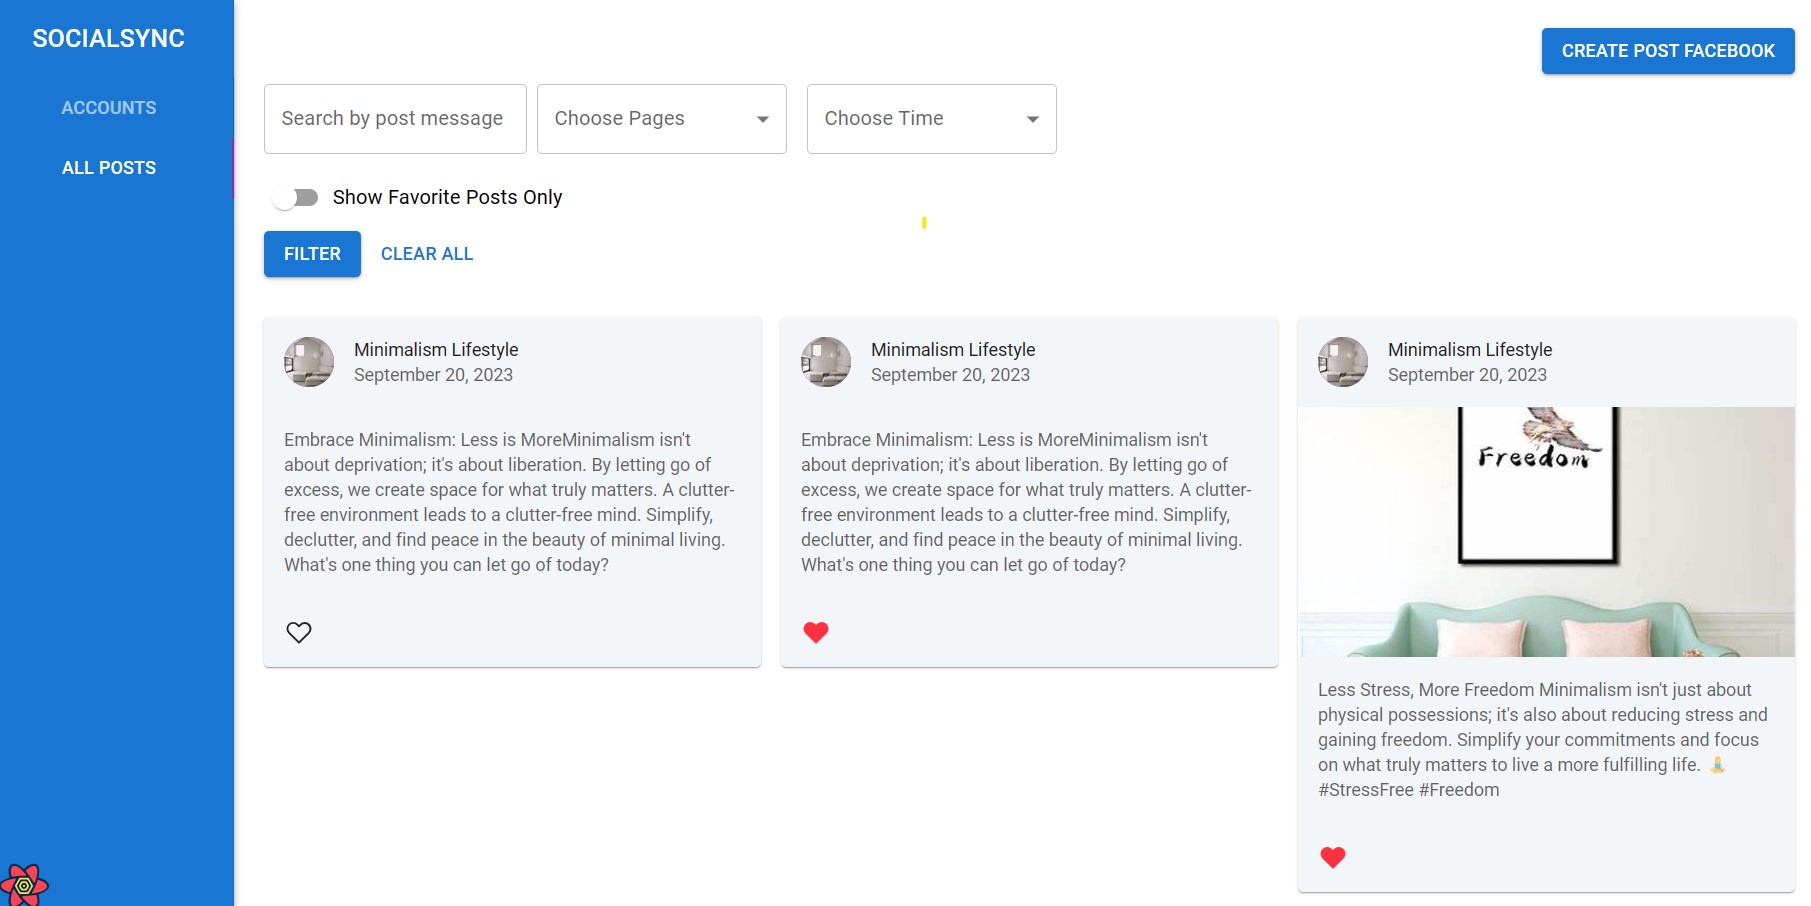 SOCIALSYNC
ACCOUNTS
ALL POSTS
CREATE POST FACEBOOK
Search by post message
Choose Pages
Choose Time
Show Favorite Posts Only
FILTER
CLEAR ALL
Minimalism Lifestyle
September 20, 2023
Embrace Minimalism: Less is MoreMinimalism isn't
about deprivation; it's about liberation. By letting go of
excess, we create space for what truly matters. A clutter-
free environment leads to a clutter-free mind. Simplify,
declutter, and find peace in the beauty of minimal living.
What's one thing you can let go of today?
Minimalism Lifestyle
September 20, 2023
Embrace Minimalism: Less is MoreMinimalism isn't
about deprivation; it's about liberation. By letting go of
excess, we create space for what truly matters. A clutter-
free environment leads to a clutter-free mind. Simplify,
declutter, and find peace in the beauty of minimal living.
What's one thing you can let go of today?
Minimalism Lifestyle
September 20, 2023
Freedom
Less Stress, More Freedom Minimalism isn't just about
physical possessions; it's also about reducing stress and
gaining freedom. Simplify your commitments and focus
on what truly matters to live a more fulfilling life. 🧘
#StressFree #Freedom